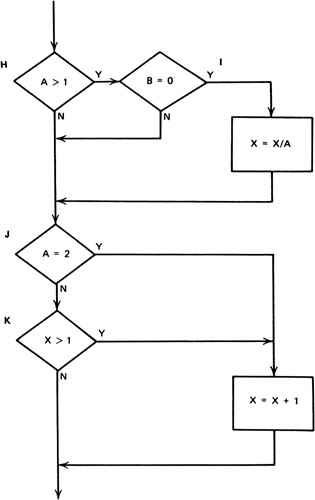 H
A > 1
Y
B = 0
I
Y
N
N
X = X/A
J
A = 2
Y
N
K
X > 1
Y
N
X = X + 1